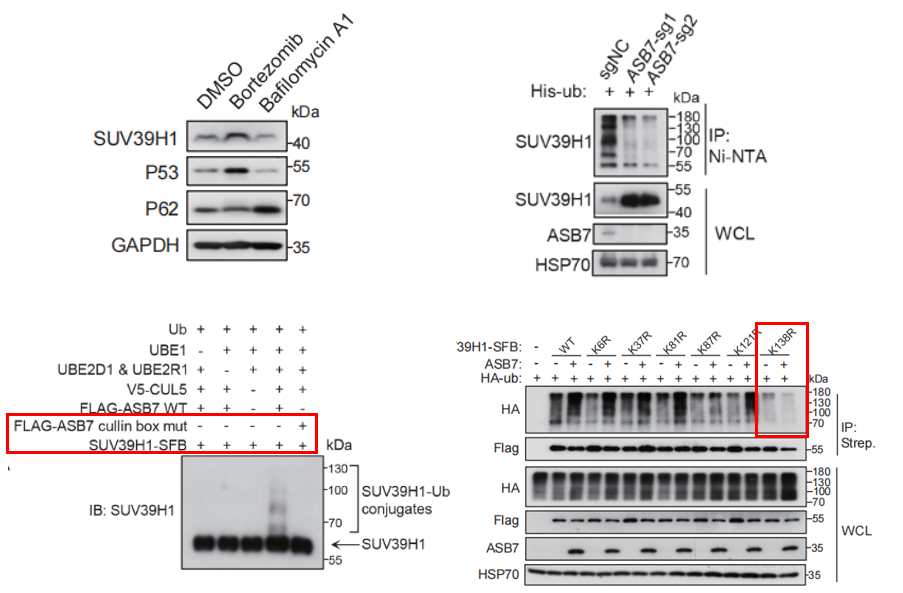 DMSO
Bortezomib
Bafilomycin A1
kDa
SUV39H1
40
P53
55
P62
70
GAPDH
35
sgNC
ASB7-sg1
ASB7-sg2
His-ub: + + +
kDa
SUV39H1
180
130
100
70
55
IP:
Ni-NTA
SUV39H1
55
40
ASB7
35
HSP70
70
WCL
Ub + + + + +
UBE1 - + + + +
UBE2D1 & UBE2R1 + - + + +
V5-CUL5 + + - + +
FLAG-ASB7 WT + + - + -
FLAG-ASB7 cullin box mut - - - - +
SUV39H1-SFB + + + + +
kDa
130
100
70
55
IB: SUV39H1
SUV39H1-Ub
conjugates
SUV39H1
'39H1-SFB: - WT K6R K37R K81R K87R K121R K138R
ASB7: - - + - + - + - + - + - + - +
HA-ub: + + + + + + + + + + + + + + +
kDa
HA
180
130
100
70
Flag
55
IP:
Strep.
HA
180
130
100
70
Flag
55
ASB7
35
HSP70
35
WCL